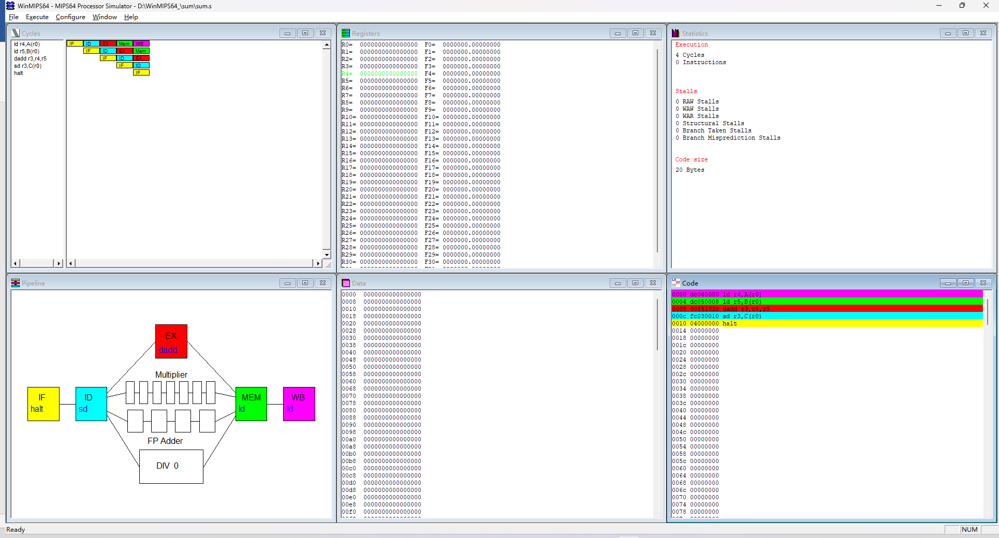 WinMIPS64 - MIPS64 Processor Simulator - D:\WinMIPS64_\sum\sum.s
File Execute Configure Window Help
Cycles
ld r4,A(r0) IF ID EX Mem WB
ld r5,B(r0) IF ID EX Mem
dadd r3,r4,r5 IF ID EX
sd r3,C(r0) IF ID
halt IF
Registers
R0= 0000000000000000 F0= 0000000.00000000
R1= 0000000000000000 F1= 0000000.00000000
R2= 0000000000000000 F2= 0000000.00000000
R3= 0000000000000000 F3= 0000000.00000000
R4= 0000000000000000 F4= 0000000.00000000
R5= 0000000000000000 F5= 0000000.00000000
R6= 0000000000000000 F6= 0000000.00000000
R7= 0000000000000000 F7= 0000000.00000000
R8= 0000000000000000 F8= 0000000.00000000
R9= 0000000000000000 F9= 0000000.00000000
R10= 0000000000000000 F10= 0000000.00000000
R11= 0000000000000000 F11= 0000000.00000000
R12= 0000000000000000 F12= 0000000.00000000
R13= 0000000000000000 F13= 0000000.00000000
R14= 0000000000000000 F14= 0000000.00000000
R15= 0000000000000000 F15= 0000000.00000000
R16= 0000000000000000 F16= 0000000.00000000
R17= 0000000000000000 F17= 0000000.00000000
R18= 0000000000000000 F18= 0000000.00000000
R19= 0000000000000000 F19= 0000000.00000000
R20= 0000000000000000 F20= 0000000.00000000
R21= 0000000000000000 F21= 0000000.00000000
R22= 0000000000000000 F22= 0000000.00000000
R23= 0000000000000000 F23= 0000000.00000000
R24= 0000000000000000 F24= 0000000.00000000
R25= 0000000000000000 F25= 0000000.00000000
R26= 0000000000000000 F26= 0000000.00000000
R27= 0000000000000000 F27= 0000000.00000000
R28= 0000000000000000 F28= 0000000.00000000
R29= 0000000000000000 F29= 0000000.00000000
R30= 0000000000000000 F30= 0000000.00000000
Statistics
Execution
4 Cycles
0 Instructions
Stalls
0 RAW Stalls
0 WAW Stalls
0 WAR Stalls
0 Structural Stalls
0 Branch Taken Stalls
0 Branch Misprediction Stalls
Code size
20 Bytes
Pipeline
EX
dadd
Multiplier
IF
halt
ID
sd
MEM
ld
WB
ld
FP Adder
DIV 0
Data
0000 0000000000000000
0008 0000000000000000
0010 0000000000000000
0018 0000000000000000
0020 0000000000000000
0028 0000000000000000
0030 0000000000000000
0038 0000000000000000
0040 0000000000000000
0048 0000000000000000
0050 0000000000000000
0058 0000000000000000
0060 0000000000000000
0068 0000000000000000
0070 0000000000000000
0078 0000000000000000
0080 0000000000000000
0088 0000000000000000
0090 0000000000000000
0098 0000000000000000
00a0 0000000000000000
00a8 0000000000000000
00b0 0000000000000000
00b8 0000000000000000
00c0 0000000000000000
00c8 0000000000000000
00d0 0000000000000000
00d8 0000000000000000
00e0 0000000000000000
00e8 0000000000000000
00f0 0000000000000000
Code
0000 dc040000 ld r4,A(r0)
0004 dc050008 ld r5,B(r0)
0008 0085182c dadd r3,r4,r5
000c fc030010 sd r3,C(r0)
0010 04000000 halt
0014 00000000
0018 00000000
001c 00000000
0020 00000000
0024 00000000
0028 00000000
002c 00000000
0030 00000000
0034 00000000
0038 00000000
003c 00000000
0040 00000000
0044 00000000
0048 00000000
004c 00000000
0050 00000000
0054 00000000
0058 00000000
005c 00000000
0060 00000000
0064 00000000
0068 00000000
006c 00000000
0070 00000000
0074 00000000
0078 00000000
Ready
NUM